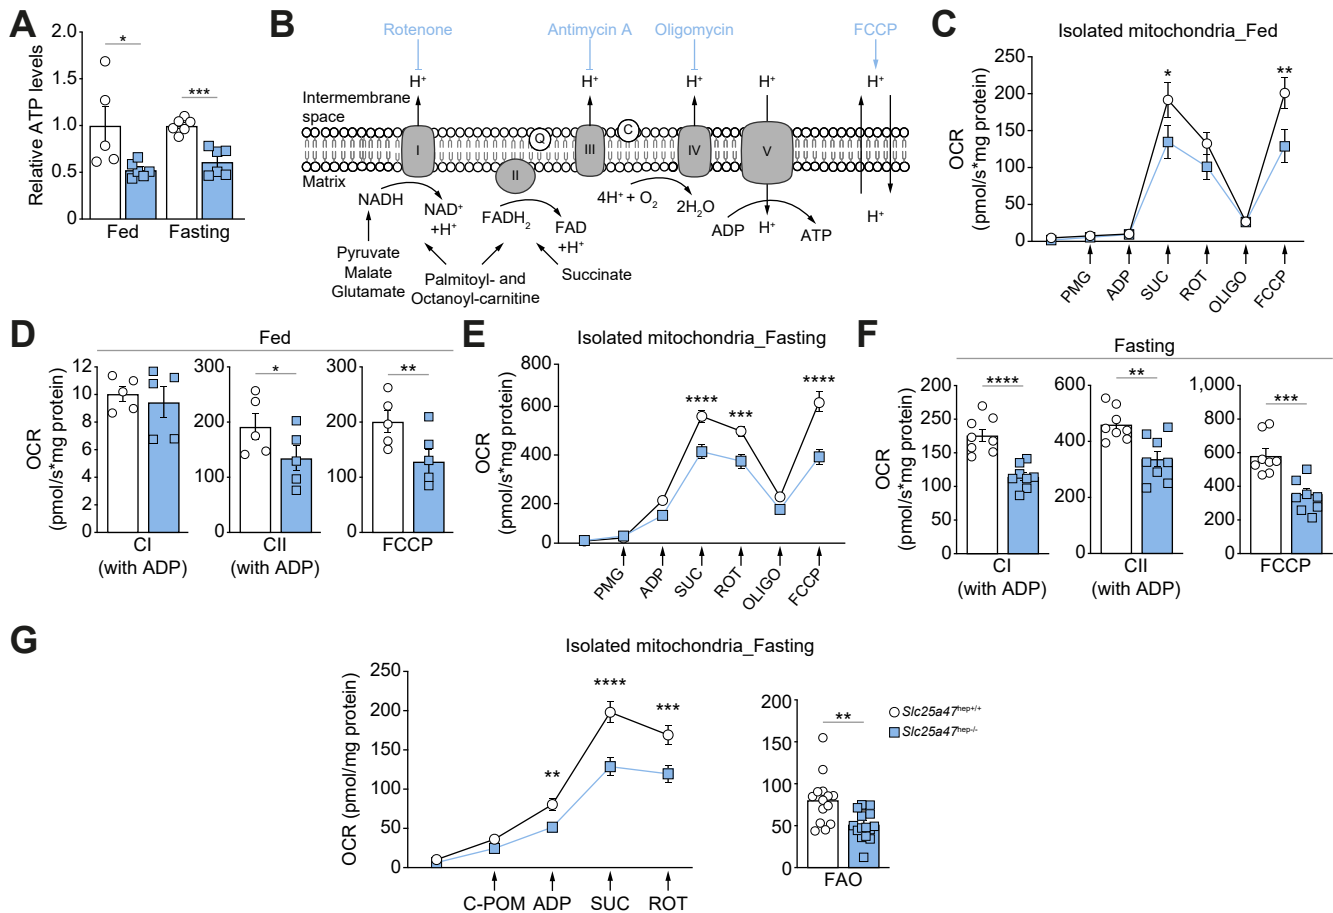 A
2.0
1.5
1.0
0.5
0
Relative ATP levels
*
***
Fed
Fasting
B
Rotenone
Antimycin A
Oligomycin
FCCP
H⁺
H⁺
H⁺
H⁺
H⁺
Intermembrane
space
Matrix
I
II
Q
III
C
IV
V
NADH
NAD⁺
+H⁺
FADH₂
FAD
+H⁺
4H⁺ + O₂
2H₂O
ADP
H⁺
ATP
H⁺
Pyruvate
Malate
Glutamate
Palmitoyl- and
Octanoyl-carnitine
Succinate
C
Isolated mitochondria_Fed
250
200
150
100
50
0
OCR
(pmol/s*mg protein)
*
**
PMG
ADP
SUC
ROT
OLIGO
FCCP
D
Fed
OCR
(pmol/s*mg protein)
12
10
8
6
4
2
0
CI
(with ADP)
300
200
100
0
*
CII
(with ADP)
300
200
100
0
**
FCCP
E
Isolated mitochondria_Fasting
800
600
400
200
0
OCR
(pmol/s*mg protein)
****
***
****
PMG
ADP
SUC
ROT
OLIGO
FCCP
F
Fasting
OCR
(pmol/s*mg protein)
200
150
100
50
0
****
CI
(with ADP)
600
400
200
0
**
CII
(with ADP)
1,000
800
600
400
200
0
***
FCCP
G
Isolated mitochondria_Fasting
250
200
150
100
50
0
OCR (pmol/mg protein)
**
****
***
C-POM
ADP
SUC
ROT
200
150
100
50
0
**
FAO
Slc25a47ʰᵉᵖ⁺/⁺
Slc25a47ʰᵉᵖ⁻/⁻